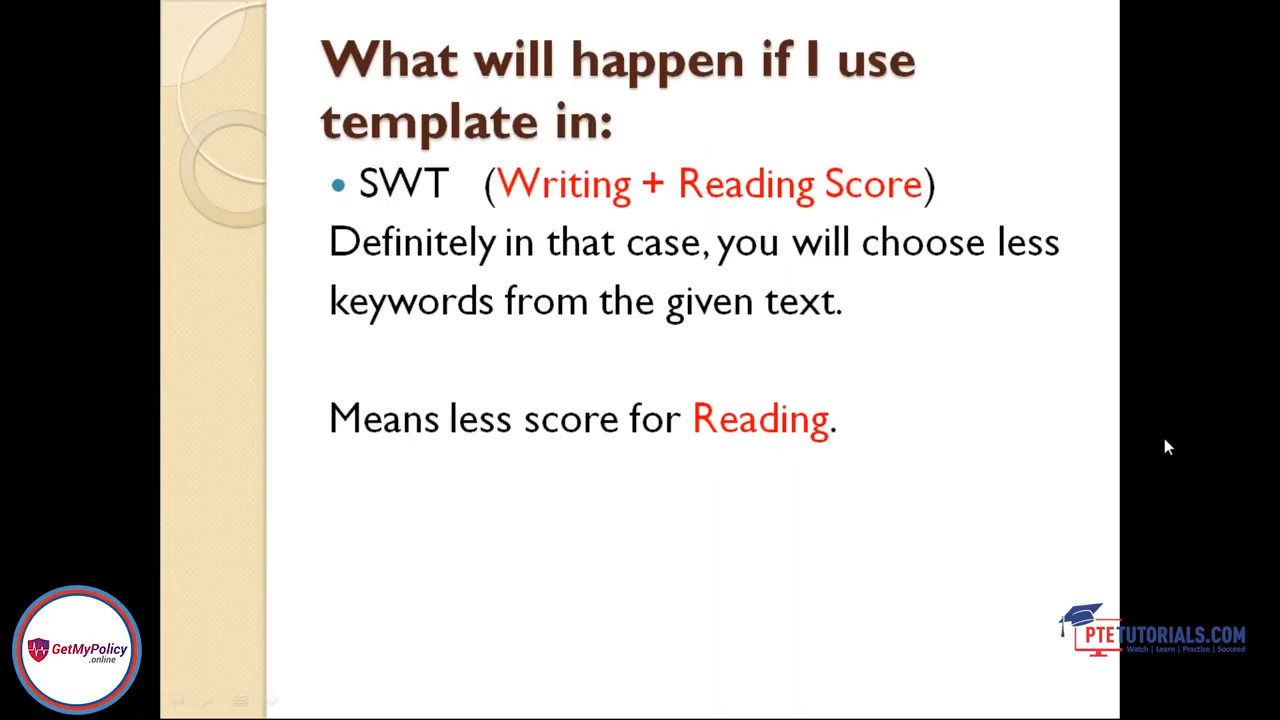 What will happen if I use
template in:
• SWT (Writing + Reading Score)
Definitely in that case, you will choose less
keywords from the given text.
Means less score for Reading.
GetMyPolicy
.online
PTETUTORIALS.COM
Watch | Learn | Practice | Succeed